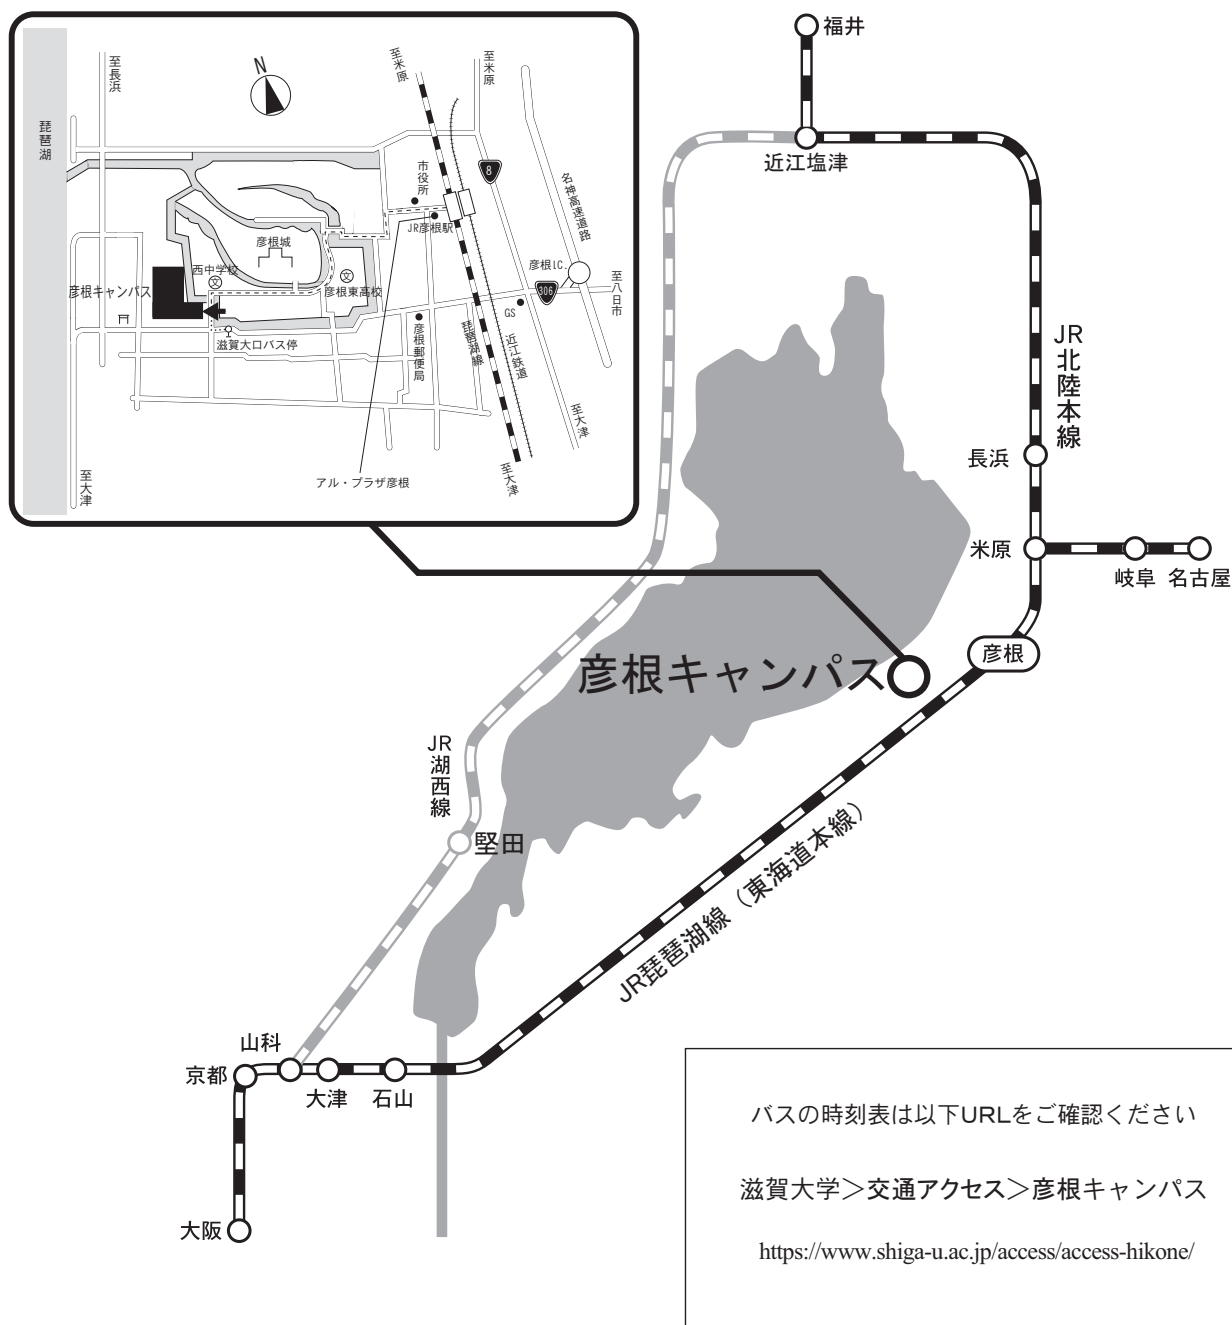 N
至長浜
琵琶湖
至米原
至米原
8
名神高速道路
市役所
JR彦根駅
彦根城
西中学校
文
文
彦根東高校
彦根I.C.
306
至八日市
彦根キャンパス
GS
滋賀大口バス停
彦根郵便局
琵琶湖線
近江鉄道
至大津
至大津
至大津
アル・プラザ彦根
福井
近江塩津
JR北陸本線
長浜
米原
岐阜
名古屋
彦根
彦根キャンパス
JR湖西線
堅田
JR琵琶湖線（東海道本線）
山科
京都
大津
石山
大阪
バスの時刻表は以下URLをご確認ください
滋賀大学＞交通アクセス＞彦根キャンパス
https://www.shiga-u.ac.jp/access/access-hikone/